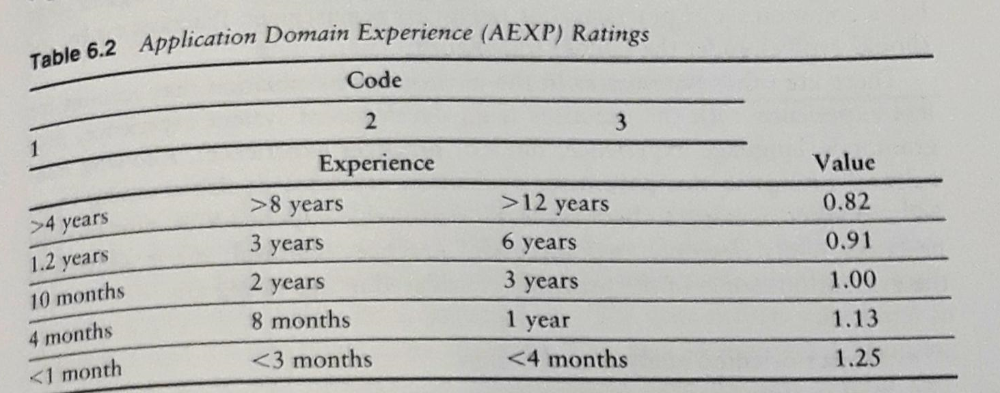 Table 6.2 Application Domain Experience (AEXP) Ratings
Code
1 2 3
Experience Value
>4 years >8 years >12 years 0.82
1.2 years 3 years 6 years 0.91
10 months 2 years 3 years 1.00
4 months 8 months 1 year 1.13
<1 month <3 months <4 months 1.25